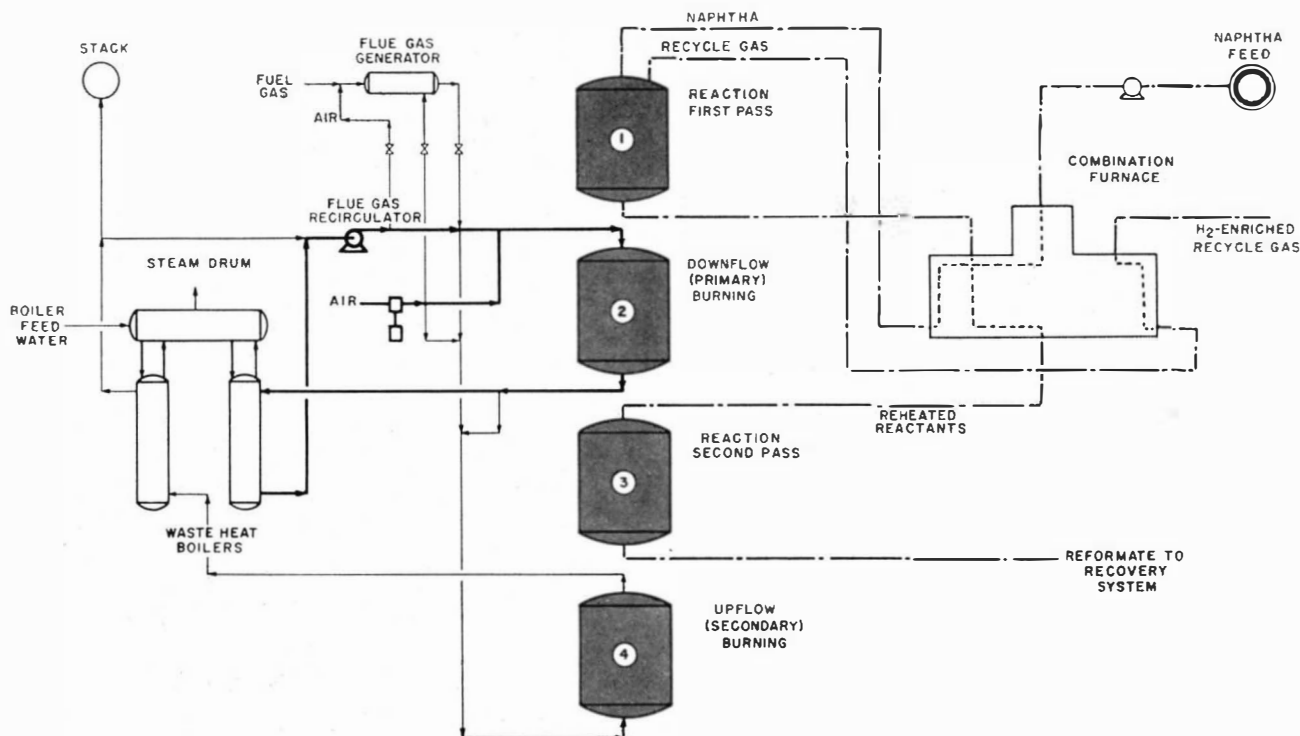 NAPHTHA
RECYCLE GAS
STACK
FLUE GAS
GENERATOR
NAPHTHA
FEED
FUEL
GAS
AIR
REACTION
FIRST PASS
1
COMBINATION
FURNACE
FLUE GAS
RECIRCULATOR
H2-ENRICHED
RECYCLE GAS
STEAM DRUM
DOWNFLOW
(PRIMARY)
BURNING
AIR
2
BOILER
FEED
WATER
REHEATED
REACTANTS
REACTION
SECOND PASS
3
WASTE HEAT
BOILERS
REFORMATE TO
RECOVERY
SYSTEM
UPFLOW
(SECONDARY)
BURNING
4